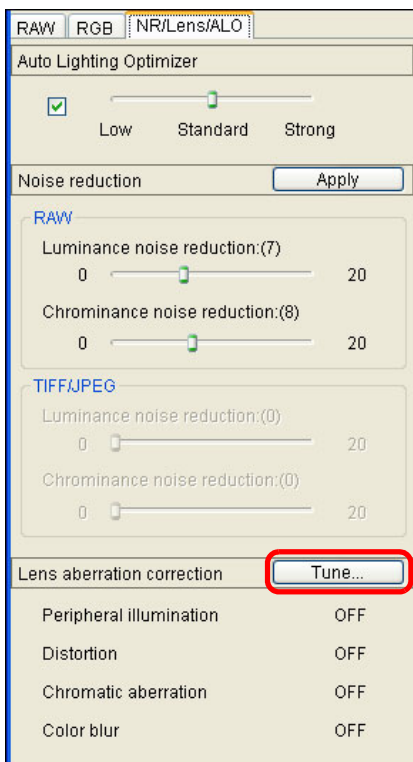 RAW RGB NR/Lens/ALO
Auto Lighting Optimizer
Low Standard Strong
Noise reduction Apply
RAW
Luminance noise reduction:(7)
0 20
Chrominance noise reduction:(8)
0 20
TIFF/JPEG
Luminance noise reduction:(0)
0 20
Chrominance noise reduction:(0)
0 20
Lens aberration correction Tune...
Peripheral illumination OFF
Distortion OFF
Chromatic aberration OFF
Color blur OFF